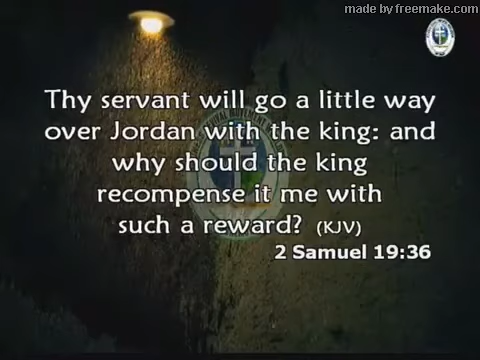 made by freemake.com
Thy servant will go a little way
over Jordan with the king: and
why should the king
recompense it me with
such a reward? (KJV)
2 Samuel 19:36